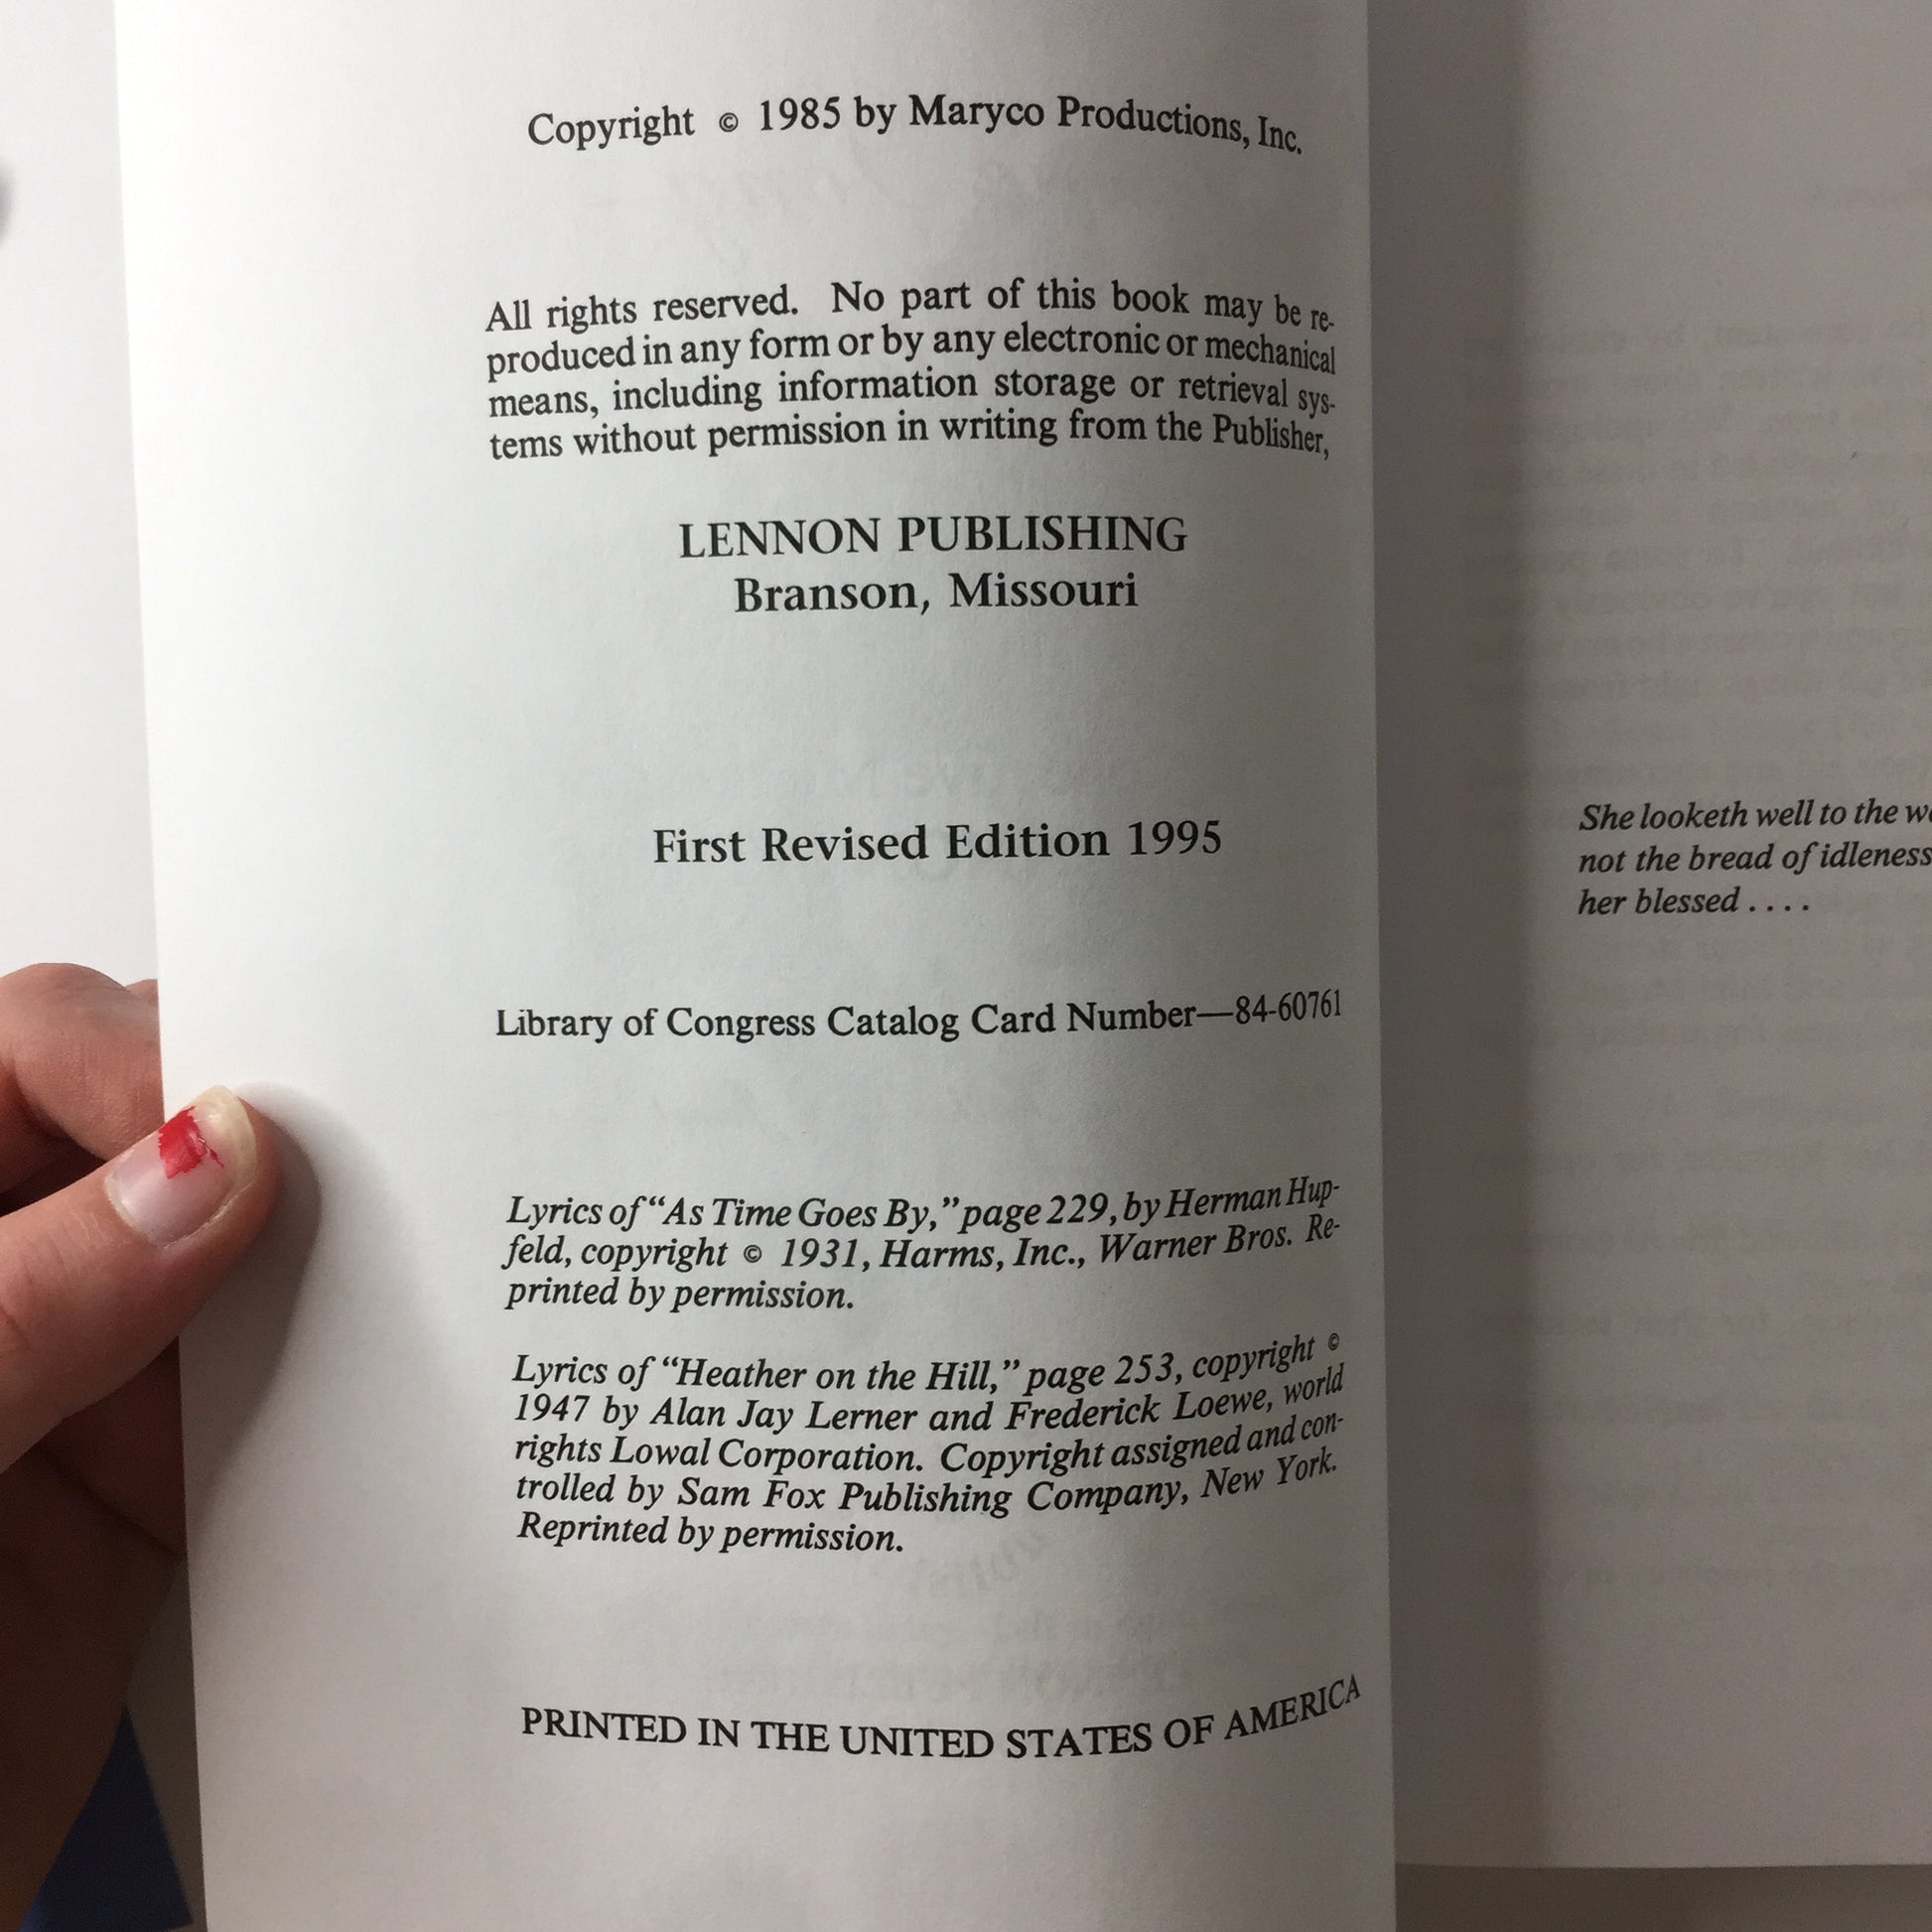 Copyright © 1985 by Maryco Productions, Inc.
All rights reserved. No part of this book may be re-
produced in any form or by any electronic or mechanical
means, including information storage or retrieval sys-
tems without permission in writing from the Publisher,
LENNON PUBLISHING
Branson, Missouri
First Revised Edition 1995
Library of Congress Catalog Card Number—84-60761
Lyrics of “As Time Goes By,” page 229, by Herman Hup-
feld, copyright © 1931, Harms, Inc., Warner Bros. Re-
printed by permission.
Lyrics of “Heather on the Hill,” page 253, copyright ©
1947 by Alan Jay Lerner and Frederick Loewe, world
rights Lowal Corporation. Copyright assigned and con-
trolled by Sam Fox Publishing Company, New York.
Reprinted by permission.
PRINTED IN THE UNITED STATES OF AMERICA
She looketh well to the
not the bread of idleness
her blessed . . . .